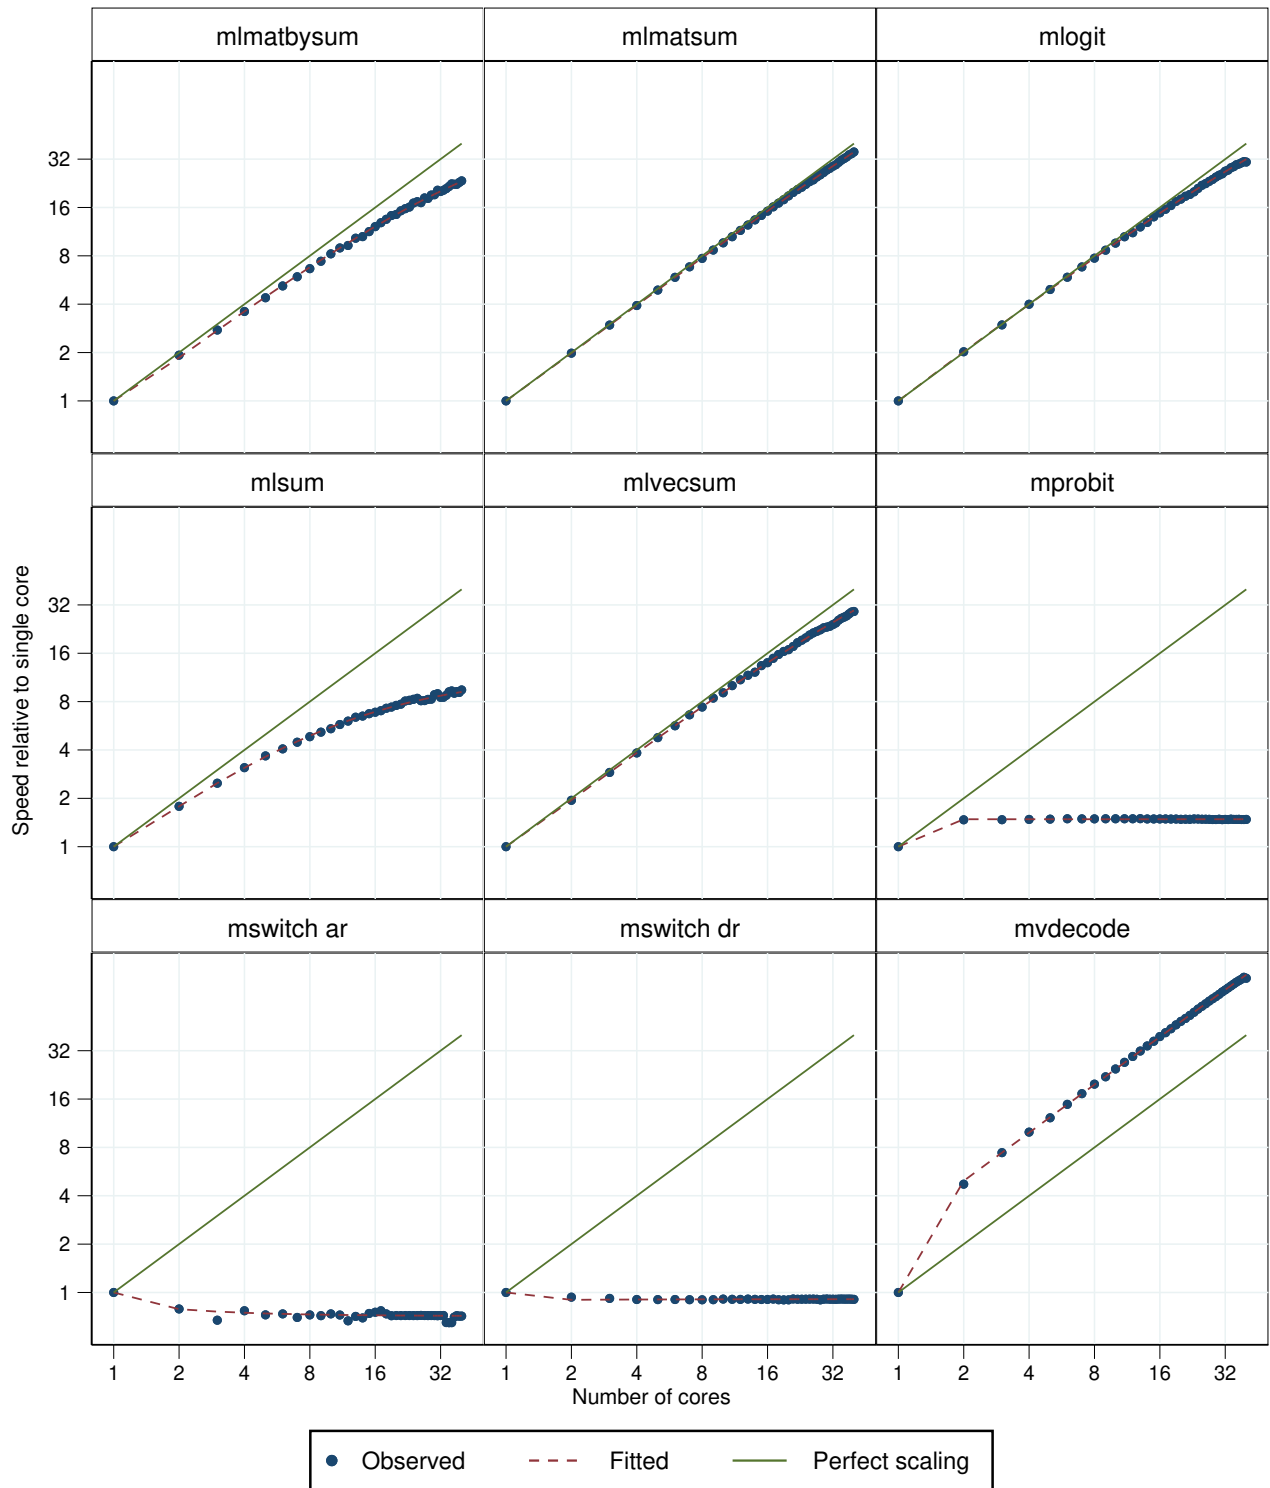 mlmatbysum
mlmatsum
mlogit
32
16
8
4
2
1
mlsum
mlvecsum
mprobit
Speed relative to single core
32
16
8
4
2
1
mswitch ar
mswitch dr
mvdecode
32
16
8
4
2
1
1 2 4 8 16 32
1 2 4 8 16 32
1 2 4 8 16 32
Number of cores
Observed
Fitted
Perfect scaling